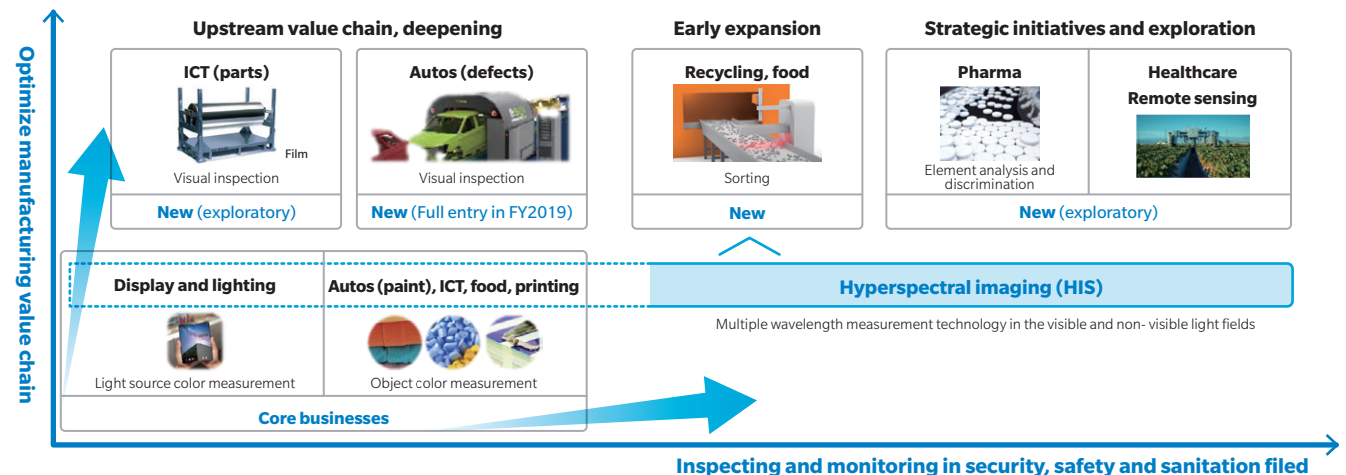 Optimize manufacturing value chain
Upstream value chain, deepening
ICT (parts)
Film
Visual inspection
New (exploratory)
Autos (defects)
Visual inspection
New (Full entry in FY2019)
Early expansion
Recycling, food
Sorting
New
Strategic initiatives and exploration
Pharma
Element analysis and
discrimination
Healthcare
Remote sensing
New (exploratory)
Display and lighting
Light source color measurement
Autos (paint), ICT, food, printing
Object color measurement
Core businesses
Hyperspectral imaging (HIS)
Multiple wavelength measurement technology in the visible and non- visible light fields
Inspecting and monitoring in security, safety and sanitation filed